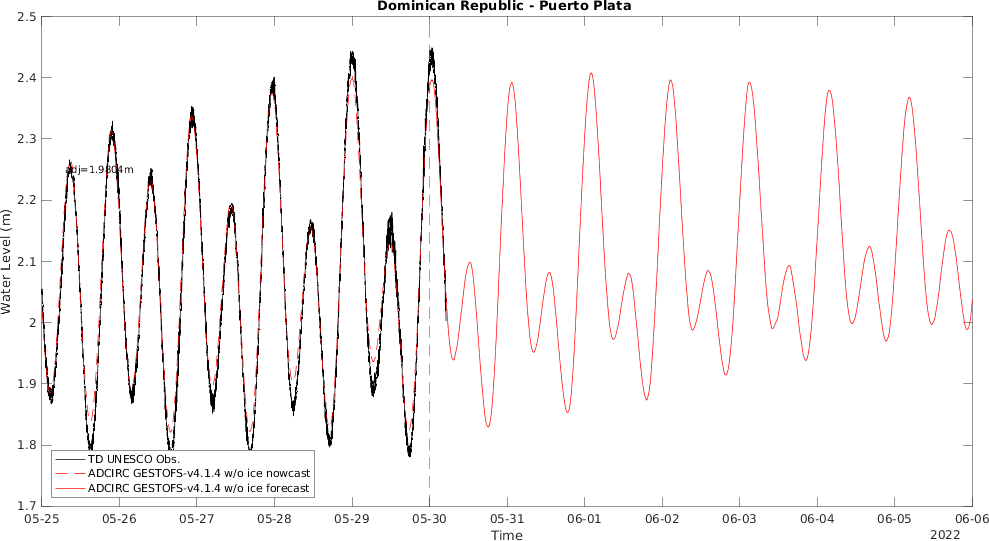 Dominican Republic - Puerto Plata
2.5
2.4
2.3
2.2
2.1
2
1.9
1.8
1.7
Water Level (m)
adj=1.9804m
TD UNESCO Obs.
ADCIRC GESTOFS-v4.1.4 w/o ice nowcast
ADCIRC GESTOFS-v4.1.4 w/o ice forecast
05-25 05-26 05-27 05-28 05-29 05-30 05-31 06-01 06-02 06-03 06-04 06-05 06-06
Time
2022